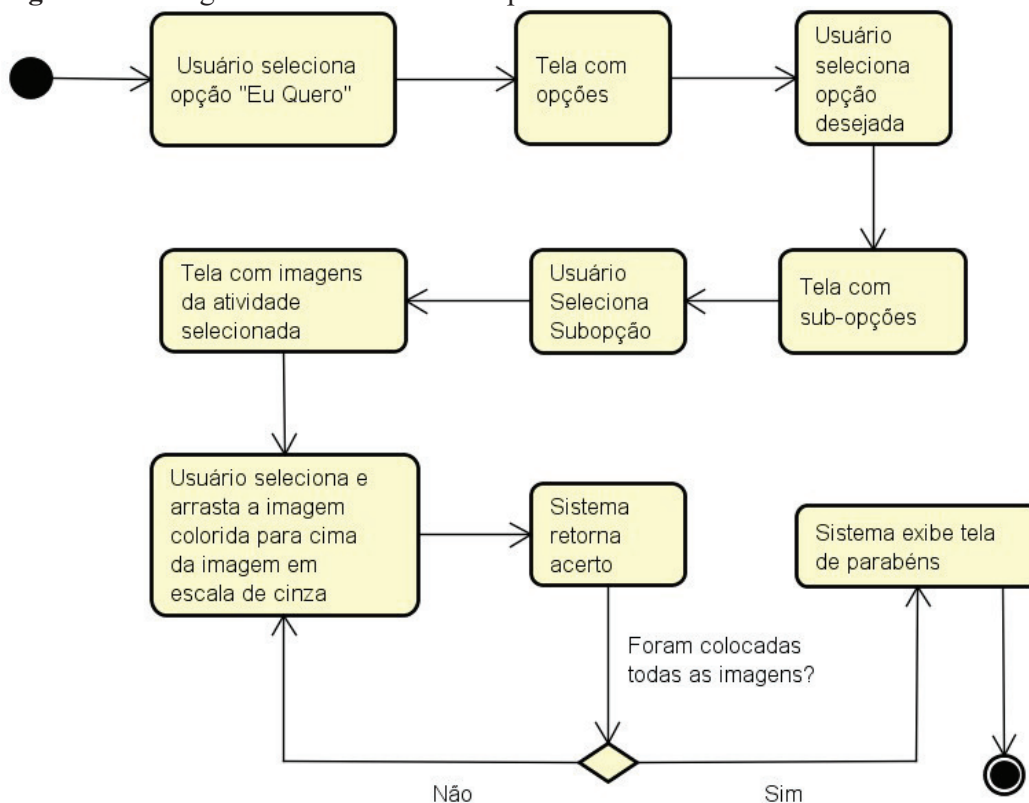 Usuário seleciona
opção "Eu Quero"
Tela com
opções
Usuário
seleciona
opção
desejada
Tela com
sub-opções
Usuário
Seleciona
Subopção
Tela com imagens
da atividade
selecionada
Usuário seleciona e
arrasta a imagem
colorida para cima
da imagem em
escala de cinza
Sistema
retorna
acerto
Foram colocadas
todas as imagens?
Não
Sim
Sistema exibe tela
de parabéns